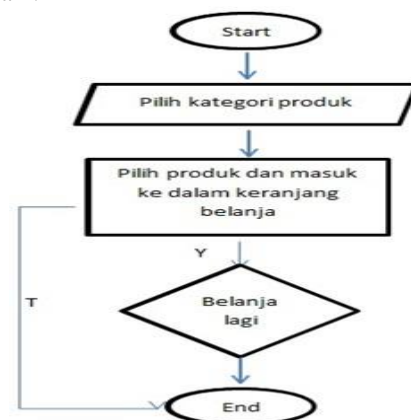 Start
Pilih kategori produk
Pilih produk dan masuk
ke dalam keranjang
belanja
Y
T
Belanja
lagi
End